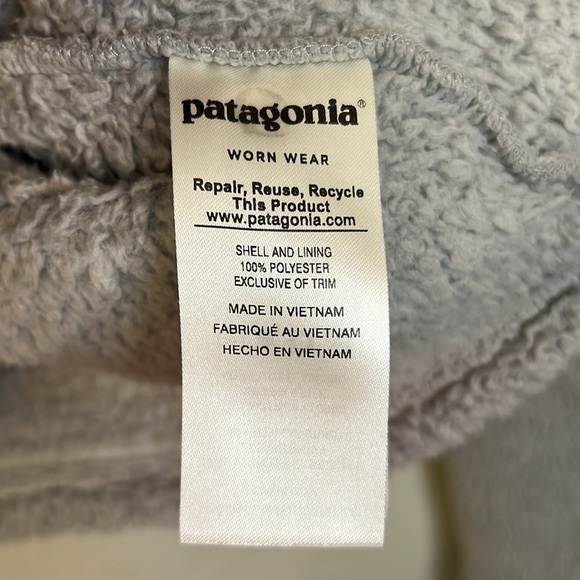 patagonia®
WORN WEAR
Repair, Reuse, Recycle
This Product
www.patagonia.com
SHELL AND LINING
100% POLYESTER
EXCLUSIVE OF TRIM
MADE IN VIETNAM
FABRIQUÉ AU VIETNAM
HECHO EN VIETNAM